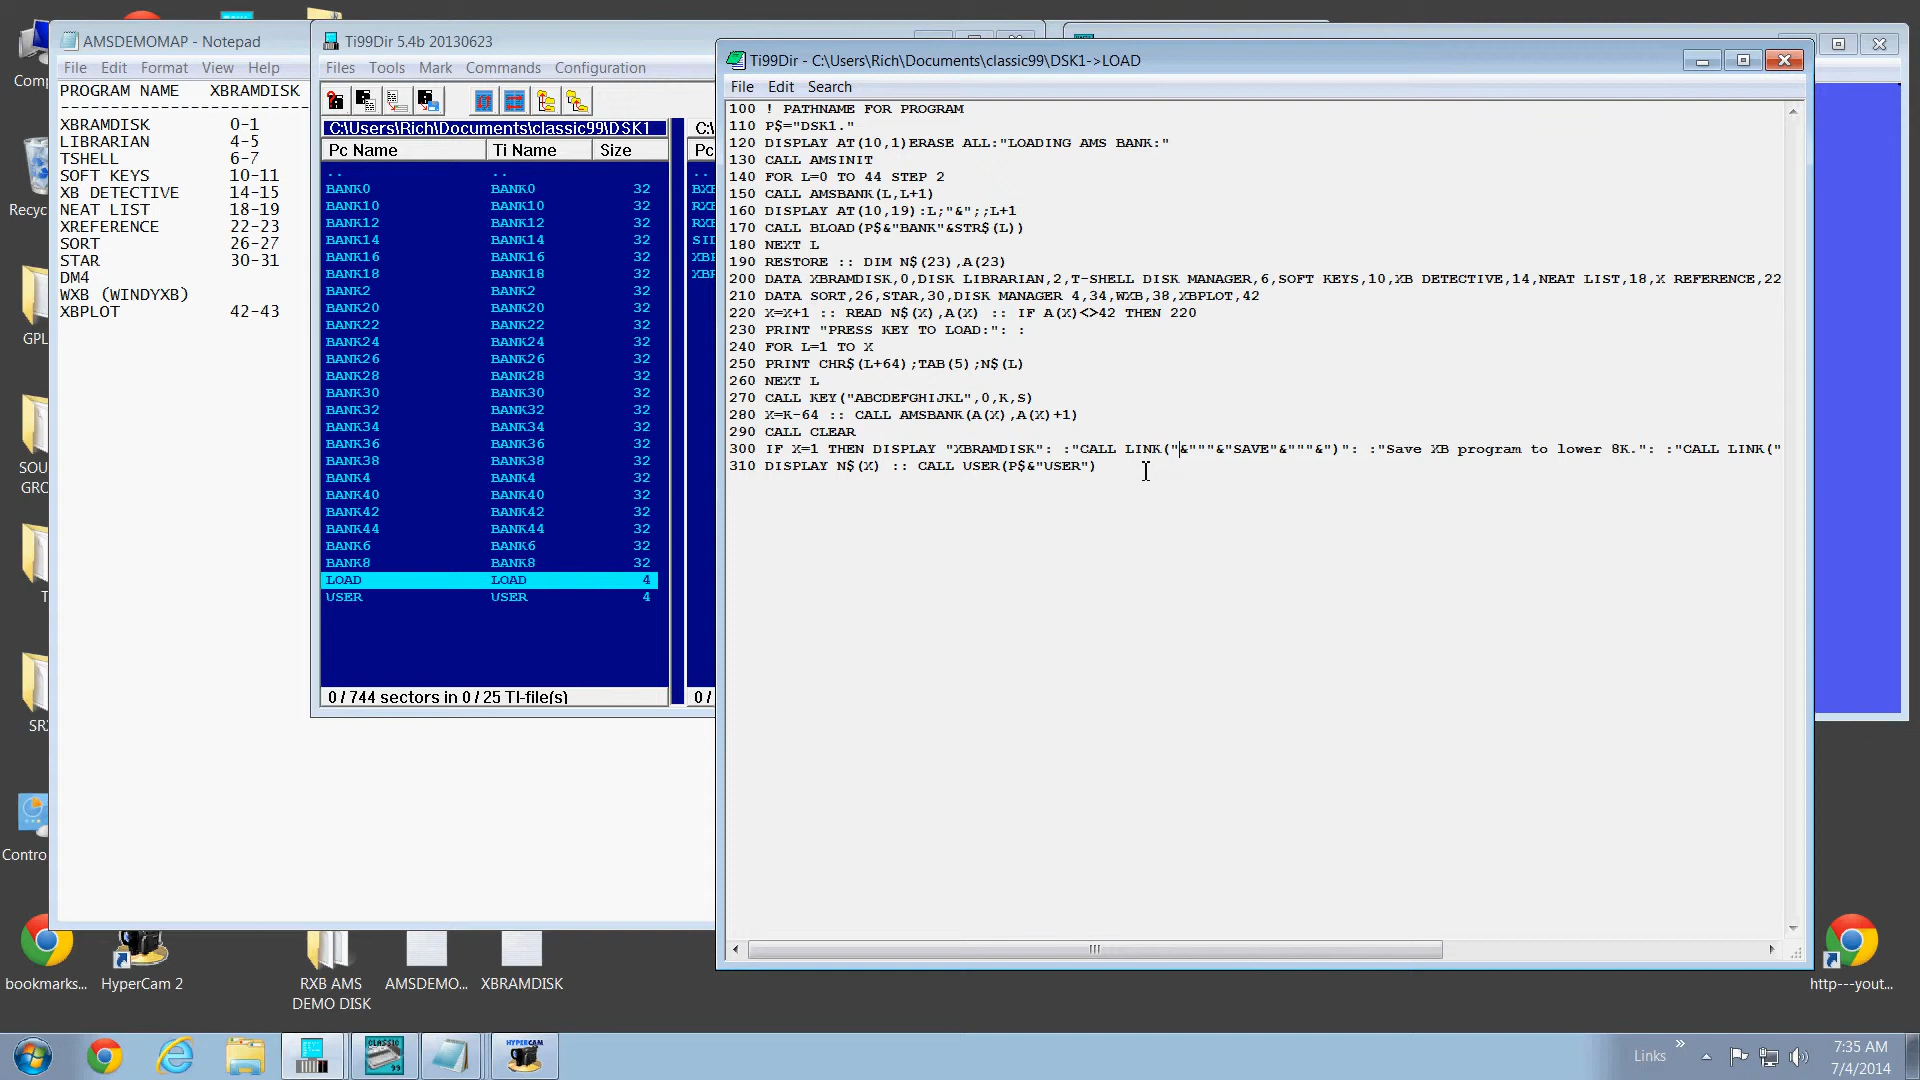 AMSDEMOMAP - Notepad
File Edit Format View Help
PROGRAM NAME XBRAMDISK
----------------------------
XBRAMDISK 0-1
LIBRARIAN 4-5
TSHELL 6-7
SOFT KEYS 10-11
XB DETECTIVE 14-15
NEAT LIST 18-19
XREFERENCE 22-23
SORT 26-27
STAR 30-31
DM4
WXB (WINDYXB)
XBPLOT 42-43
Ti99Dir 5.4b 20130623
Files Tools Mark Commands Configuration
C:\Users\Rich\Documents\classic99\DSK1
Pc Name Ti Name Size
.. ..
BANK0 BANK0 32
BANK10 BANK10 32
BANK12 BANK12 32
BANK14 BANK14 32
BANK16 BANK16 32
BANK18 BANK18 32
BANK2 BANK2 32
BANK20 BANK20 32
BANK22 BANK22 32
BANK24 BANK24 32
BANK26 BANK26 32
BANK28 BANK28 32
BANK30 BANK30 32
BANK32 BANK32 32
BANK34 BANK34 32
BANK36 BANK36 32
BANK38 BANK38 32
BANK4 BANK4 32
BANK40 BANK40 32
BANK42 BANK42 32
BANK44 BANK44 32
BANK6 BANK6 32
BANK8 BANK8 32
LOAD LOAD 4
USER USER 4
0 / 744 sectors in 0 / 25 TI-file(s)
C:\
Pc
..
0 /
Ti99Dir - C:\Users\Rich\Documents\classic99\DSK1->LOAD
File Edit Search
100 ! PATHNAME FOR PROGRAM
110 P$="DSK1."
120 DISPLAY AT(10,1)ERASE ALL:"LOADING AMS BANK:"
130 CALL AMSINIT
140 FOR L=0 TO 44 STEP 2
150 CALL AMSBANK(L,L+1)
160 DISPLAY AT(10,19):L;"&";;L+1
170 CALL BLOAD(P$&"BANK"&STR$(L))
180 NEXT L
190 RESTORE :: DIM N$(23),A(23)
200 DATA XBRAMDISK,0,DISK LIBRARIAN,2,T-SHELL DISK MANAGER,6,SOFT KEYS,10,XB DETECTIVE,14,NEAT LIST,18,X REFERENCE,22
210 DATA SORT,26,STAR,30,DISK MANAGER 4,34,WXB,38,XBPLOT,42
220 X=X+1 :: READ N$(X),A(X) :: IF A(X)<>42 THEN 220
230 PRINT "PRESS KEY TO LOAD:": :
240 FOR L=1 TO X
250 PRINT CHR$(L+64);TAB(5);N$(L)
260 NEXT L
270 CALL KEY("ABCDEFGHIJKL",0,K,S)
280 X=K-64 :: CALL AMSBANK(A(X),A(X)+1)
290 CALL CLEAR
300 IF X=1 THEN DISPLAY "XBRAMDISK": :"CALL LINK("&"""&"SAVE"&"""&")": :"Save XB program to lower 8K.": :"CALL LINK("
310 DISPLAY N$(X) :: CALL USER(P$&"USER")
Recyc
GPL
SOU
GRC
SR
Contro
bookmarks...
HyperCam 2
RXB AMS
DEMO DISK
AMSDEMO...
XBRAMDISK
http---yout...
CLASSIC
99
HYPERCAM
Links »
7:35 AM
7/4/2014